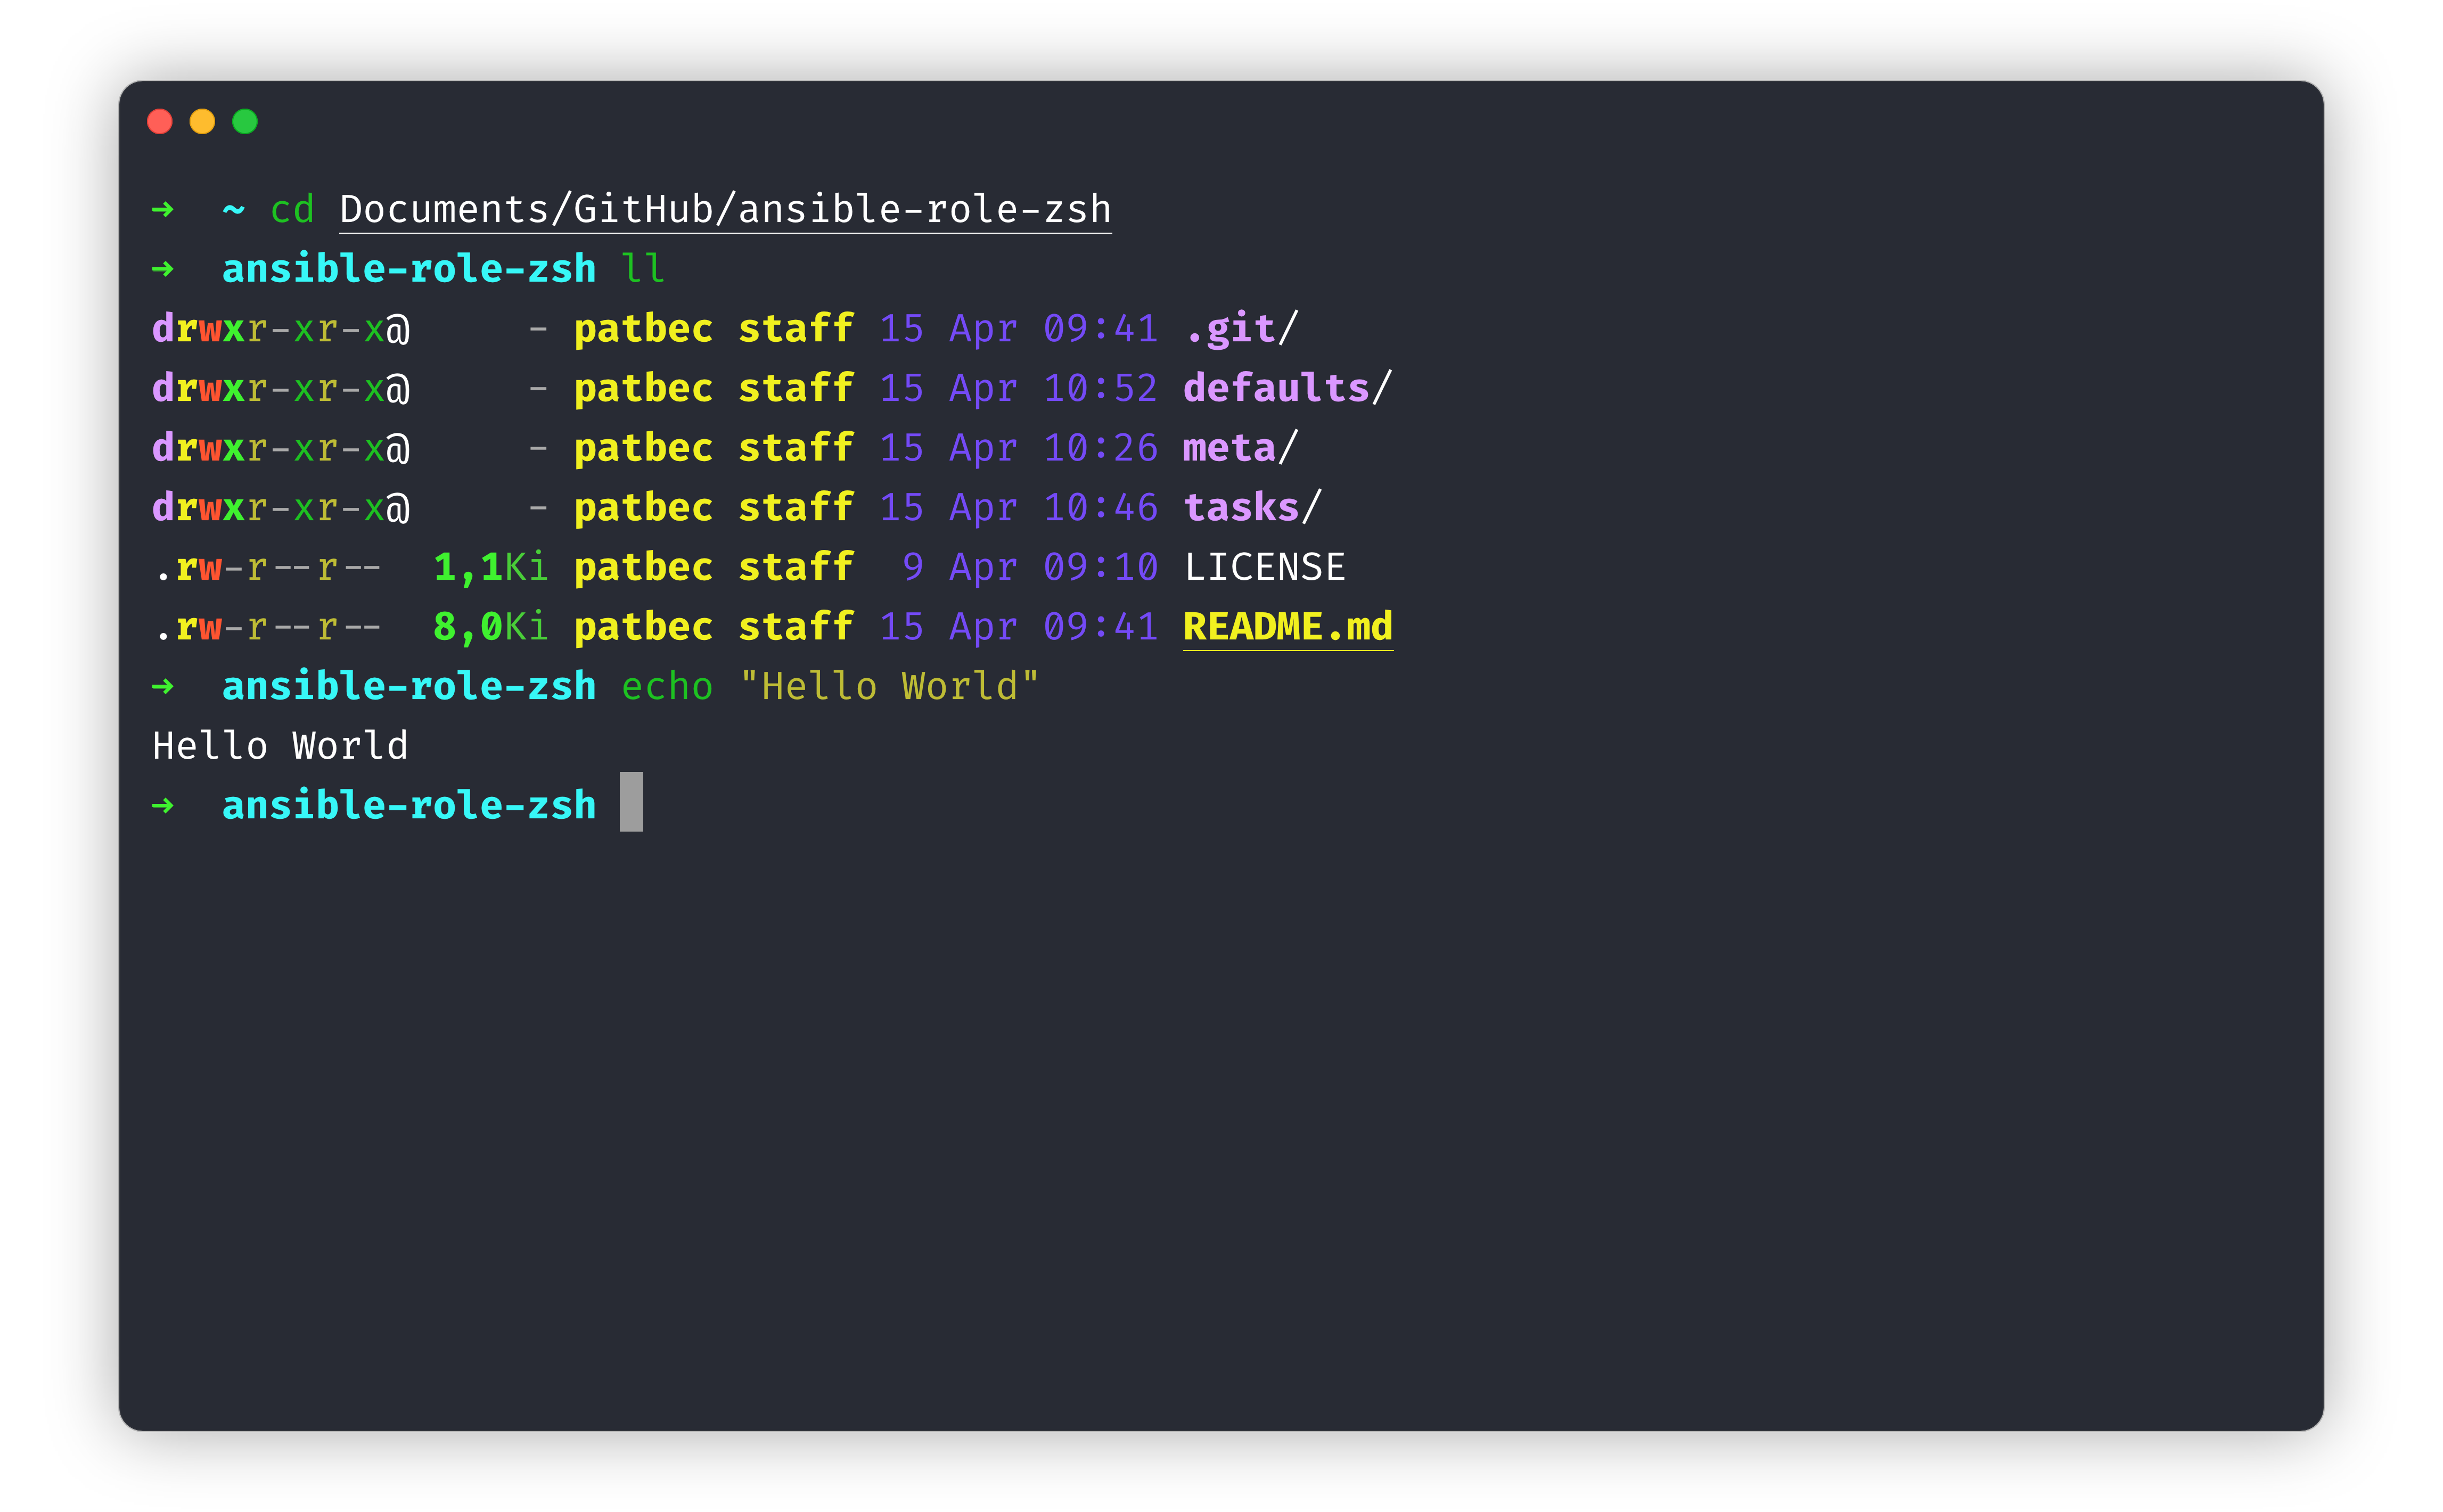 ➜  ~ cd Documents/GitHub/ansible-role-zsh
➜  ansible-role-zsh ll
drwxr-xr-x@     - patbec staff 15 Apr 09:41 .git/
drwxr-xr-x@     - patbec staff 15 Apr 10:52 defaults/
drwxr-xr-x@     - patbec staff 15 Apr 10:26 meta/
drwxr-xr-x@     - patbec staff 15 Apr 10:46 tasks/
.rw-r--r--  1,1Ki patbec staff  9 Apr 09:10 LICENSE
.rw-r--r--  8,0Ki patbec staff 15 Apr 09:41 README.md
➜  ansible-role-zsh echo "Hello World"
Hello World
➜  ansible-role-zsh